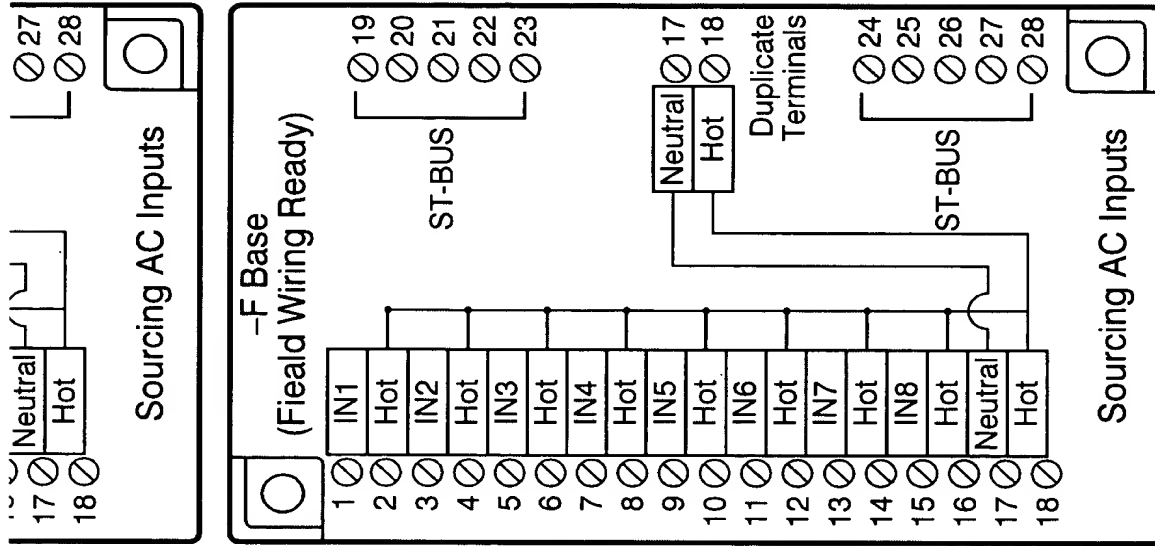 27
28
17
18
Neutral
Hot
Sourcing AC Inputs
–F Base
(Fieald Wiring Ready)
1 IN1
2 Hot
3 IN2
4 Hot
5 IN3
6 Hot
7 IN4
8 Hot
9 IN5
10 Hot
11 IN6
12 Hot
13 IN7
14 Hot
15 IN8
16 Hot
17 Neutral
18 Hot
19
20
21
22
23
ST-BUS
Neutral 17
Hot 18
Duplicate
Terminals
24
25
26
27
28
ST-BUS
Sourcing AC Inputs